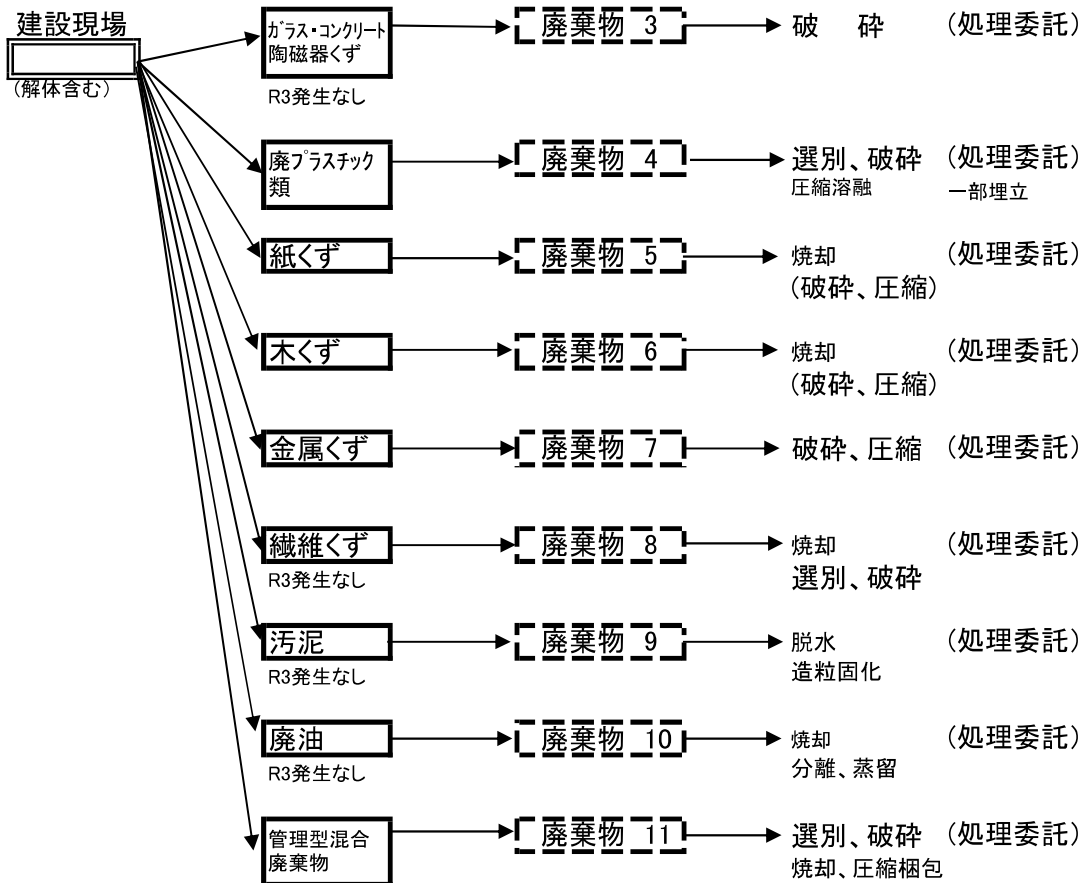 建設現場
(解体含む)
ガラス・コンクリート
陶磁器くず
R3発生なし
廃棄物 3
破　砕
(処理委託)
廃プラスチック
類
廃棄物 4
選別、破砕
圧縮溶融
(処理委託)
一部埋立
紙くず
廃棄物 5
焼却
(破砕、圧縮)
(処理委託)
木くず
廃棄物 6
焼却
(破砕、圧縮)
(処理委託)
金属くず
廃棄物 7
破砕、圧縮
(処理委託)
繊維くず
R3発生なし
廃棄物 8
焼却
選別、破砕
(処理委託)
汚泥
R3発生なし
廃棄物 9
脱水
造粒固化
(処理委託)
廃油
R3発生なし
廃棄物 10
焼却
分離、蒸留
(処理委託)
管理型混合
廃棄物
廃棄物 11
選別、破砕
焼却、圧縮梱包
(処理委託)